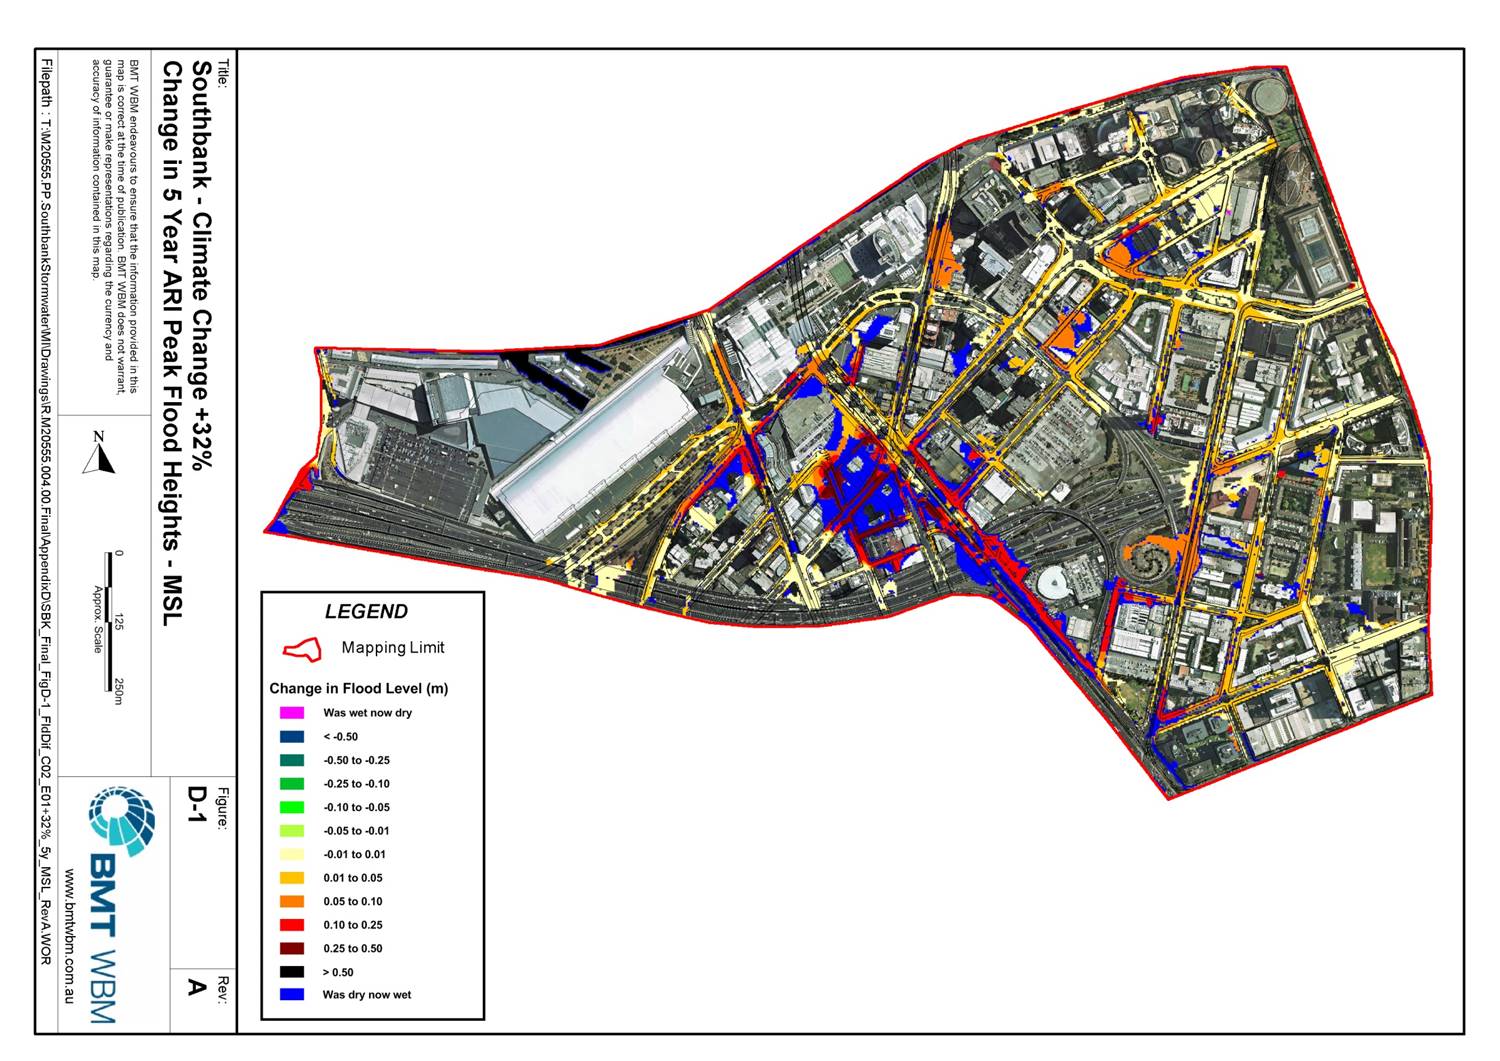 Title:
Southbank - Climate Change +32%
Change in 5 Year ARI Peak Flood Heights - MSL
BMT WBM endeavours to ensure that the information provided in this
map is correct at the time of publication. BMT WBM does not warrant,
guarantee or make representations regarding the currency and
accuracy of information contained in this map.
N
0 125 250m
Approx. Scale
Figure:
D-1
Rev:
A
BMT WBM
www.bmtwbm.com.au
Filepath : T:\M20555.PP.SouthbankStormwater\MI\Drawings\R.M20555.004.00.Final\AppendixD\SBK_Final_FigD-1_FldDif_C02_E01+32%_5y_MSL_RevA.WOR
LEGEND
Mapping Limit
Change in Flood Level (m)
Was wet now dry
< -0.50
-0.50 to -0.25
-0.25 to -0.10
-0.10 to -0.05
-0.05 to -0.01
-0.01 to 0.01
0.01 to 0.05
0.05 to 0.10
0.10 to 0.25
0.25 to 0.50
> 0.50
Was dry now wet